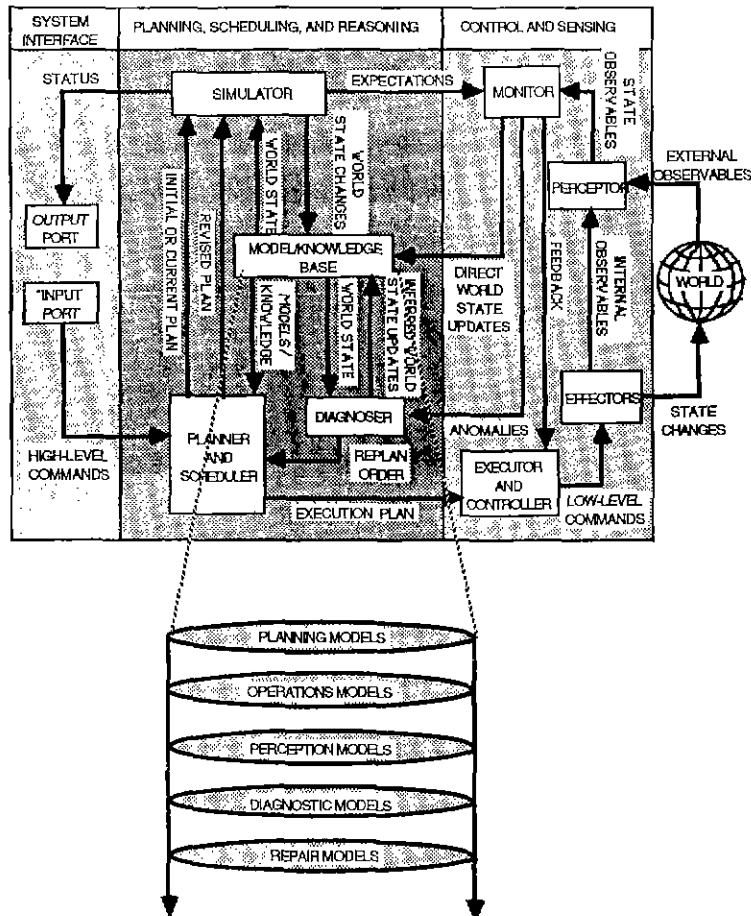 SYSTEM
INTERFACE
PLANNING, SCHEDULING, AND REASONING
CONTROL AND SENSING
STATUS
SIMULATOR
EXPECTATIONS
MONITOR
STATE
OBSERVABLES
EXTERNAL
OBSERVABLES
PERCEPTOR
OUTPUT
PORT
INITIAL OR CURRENT PLAN
REVISED PLAN
WORLD STATE
WORLD
STATE CHANGES
MODEL/KNOWLEDGE
BASE
"INPUT
PORT
MODELS/
KNOWLEDGE
WORLD STATE
INFERRED WORLD
STATE UPDATES
DIRECT
WORLD
STATE
UPDATES
FEEDBACK
INTERNAL
OBSERVABLES
WORLD
EFFECTORS
STATE
CHANGES
DIAGNOSER
ANOMALIES
HIGH-LEVEL
COMMANDS
PLANNER
AND
SCHEDULER
REPLAN
ORDER
EXECUTOR
AND
CONTROLLER
EXECUTION PLAN
LOW-LEVEL
COMMANDS
PLANNING MODELS
OPERATIONS MODELS
PERCEPTION MODELS
DIAGNOSTIC MODELS
REPAIR MODELS